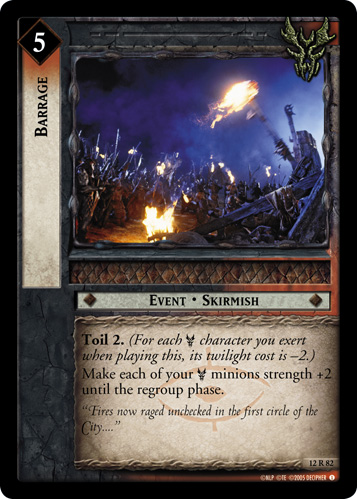 5
BARRAGE
EVENT • SKIRMISH
Toil 2. (For each character you exert
when playing this, its twilight cost is –2.)
Make each of your minions strength +2
until the regroup phase.
“‘Fires now raged unchecked in the first circle of the
City....’”
12 R 82
©NLP ™TE ©2005 DECIPHER